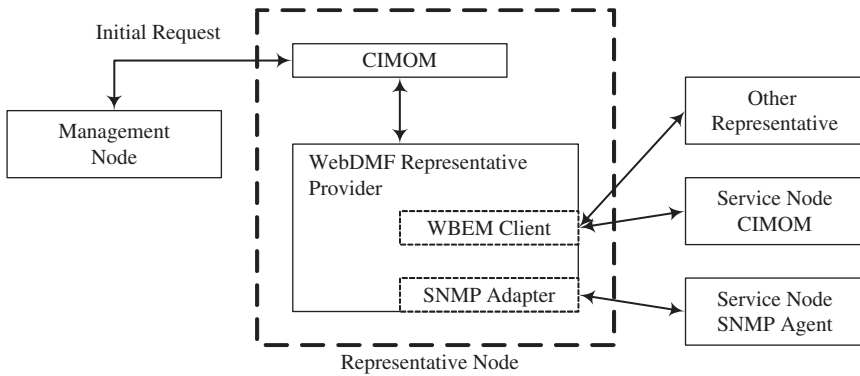 Initial Request
CIMOM
Management
Node
WebDMF Representative
Provider
WBEM Client
SNMP Adapter
Other
Representative
Service Node
CIMOM
Service Node
SNMP Agent
Representative Node